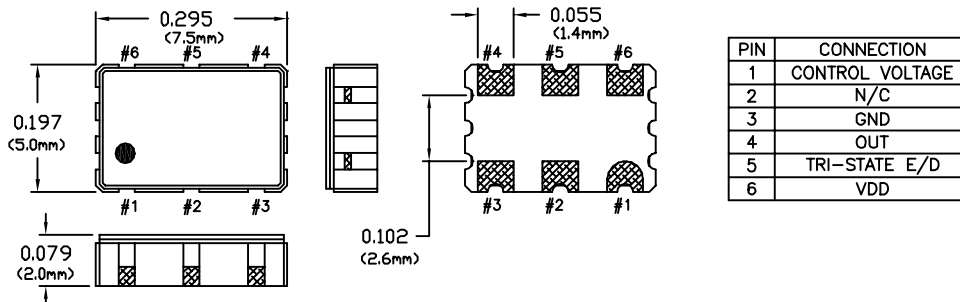 0.295
(7.5mm)
#6 #5 #4
0.197
(5.0mm)
#1 #2 #3
0.079
(2.0mm)
0.055
(1.4mm)
#4 #5 #6
#3 #2 #1
0.102
(2.6mm)
PIN CONNECTION
1 CONTROL VOLTAGE
2 N/C
3 GND
4 OUT
5 TRI-STATE E/D
6 VDD